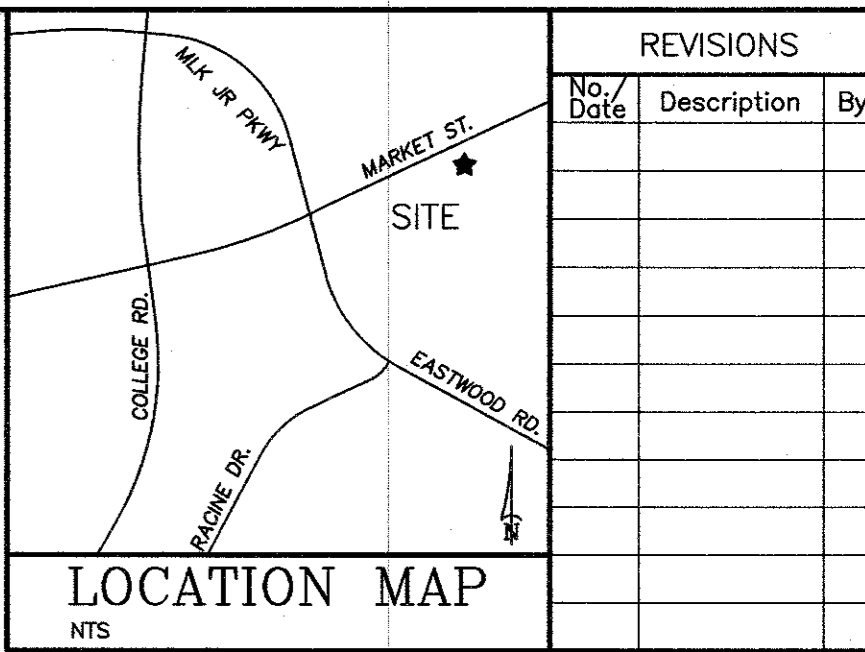 MLK JR PKWY
MARKET ST.
SITE
COLLEGE RD.
EASTWOOD RD.
RACINE DR.
N
LOCATION MAP
NTS
REVISIONS
No./
Date
Description
By